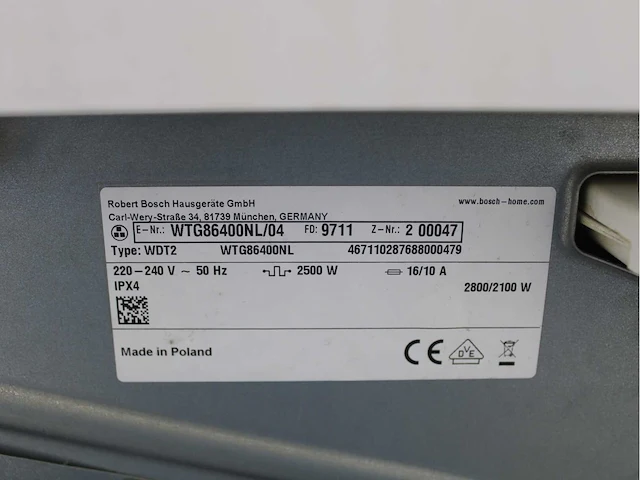 Robert Bosch Hausgeräte GmbH www.bosch-home.com
Carl-Wery-Straße 34, 81739 München, GERMANY
E-Nr.: WTG86400NL/04 FD: 9711 Z-Nr.: 2 00047
Type: WDT2 WTG86400NL 467110287688000479
220-240 V ~ 50 Hz 2500 W 16/10 A
IPX4 2800/2100 W
Made in Poland CE DVE